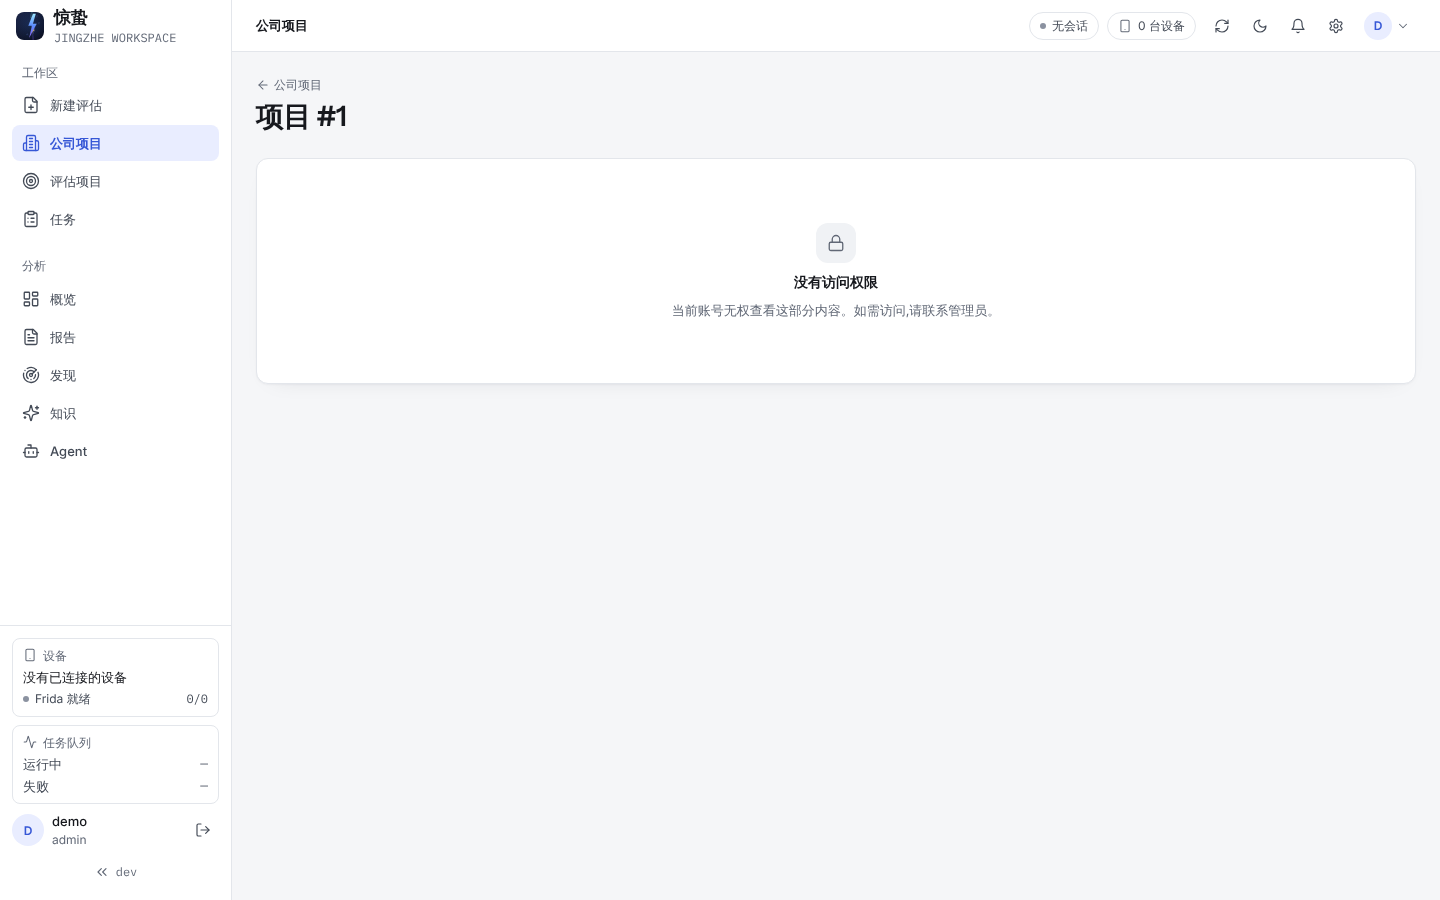 惊蛰
JINGZHE WORKSPACE
工作区
新建评估
公司项目
评估项目
任务
分析
概览
报告
发现
知识
Agent
设备
没有已连接的设备
Frida 就绪 0/0
任务队列
运行中 —
失败 —
D
demo
admin
dev
公司项目
无会话
0 台设备
D
公司项目
项目 #1
没有访问权限
当前账号无权查看这部分内容。如需访问,请联系管理员。